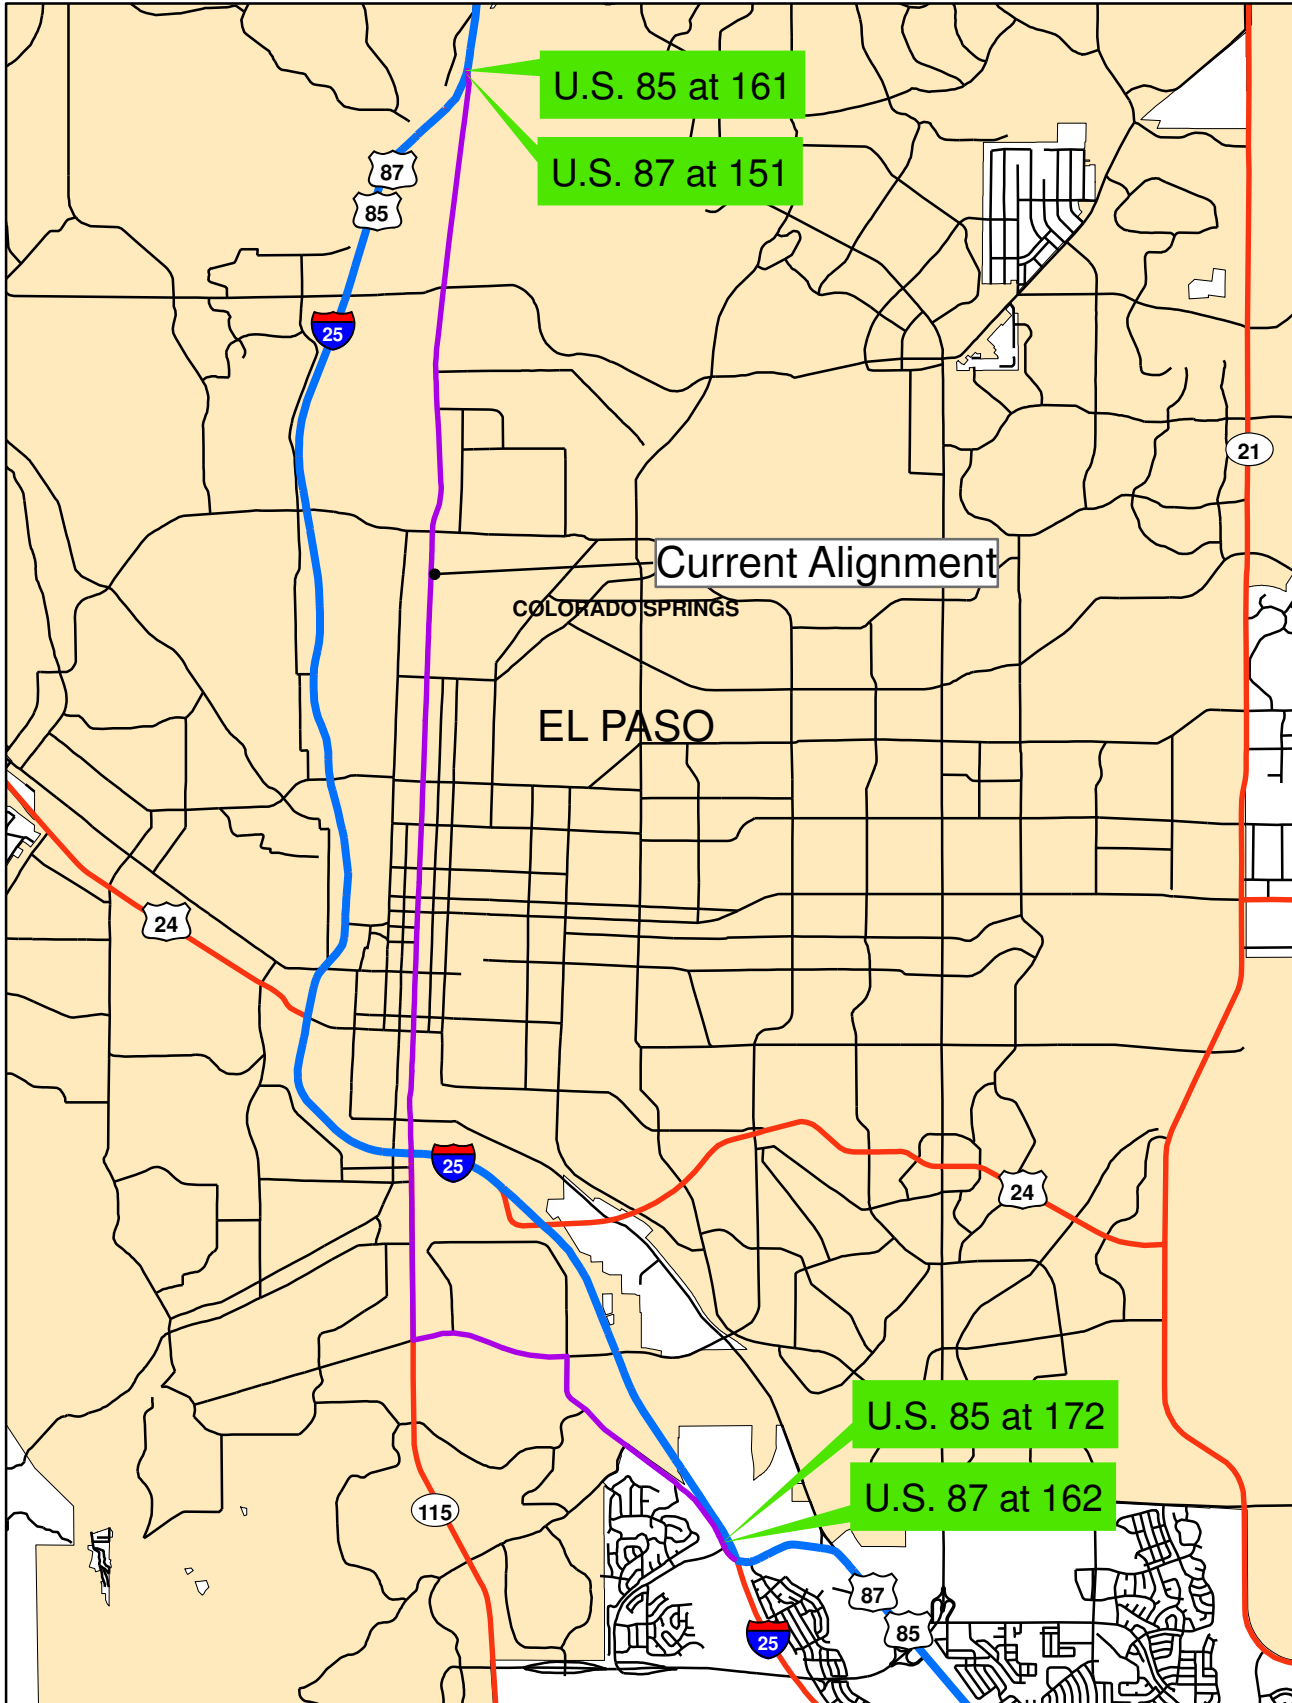 U.S. 85 at 161
U.S. 87 at 151
87
85
25
21
Current Alignment
COLORADO SPRINGS
EL PASO
24
25
24
U.S. 85 at 172
U.S. 87 at 162
115
87
85
25